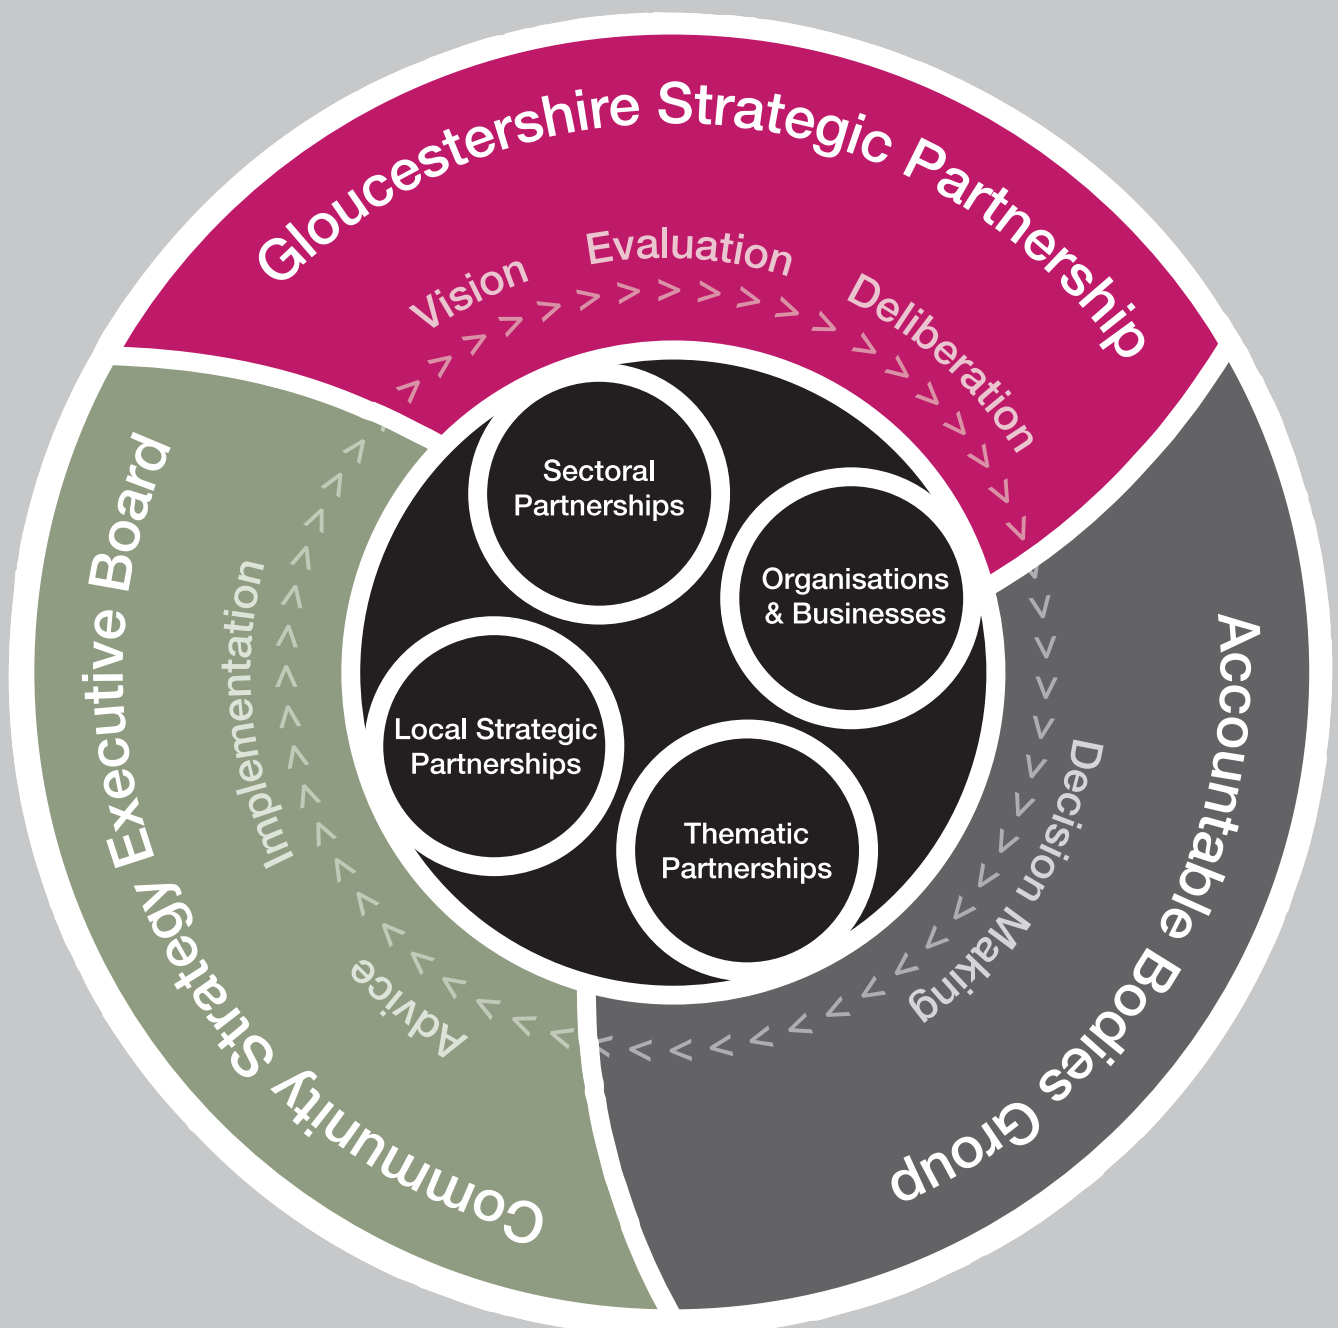 Gloucestershire Strategic Partnership
Vision
Evaluation
Deliberation
Accountable Bodies Group
Decision Making
Community Strategy Executive Board
Advice
Implementation
Sectoral
Partnerships
Organisations
& Businesses
Local Strategic
Partnerships
Thematic
Partnerships